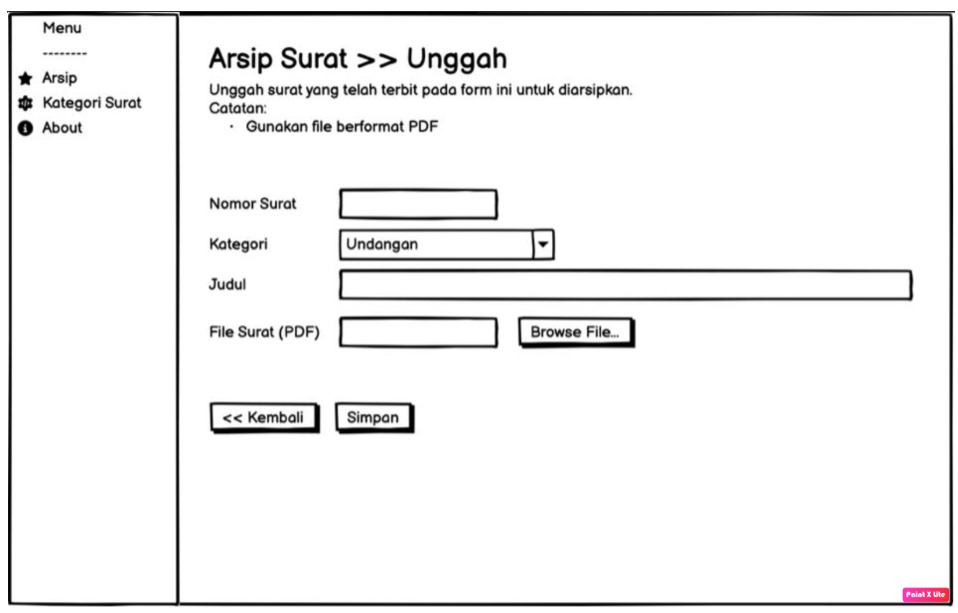 Menu
--------
Arsip
Kategori Surat
About
Arsip Surat >> Unggah
Unggah surat yang telah terbit pada form ini untuk diarsipkan.
Catatan:
· Gunakan file berformat PDF
Nomor Surat
Kategori
Undangan
Judul
File Surat (PDF)
Browse File...
<< Kembali
Simpan
Paint X Lite